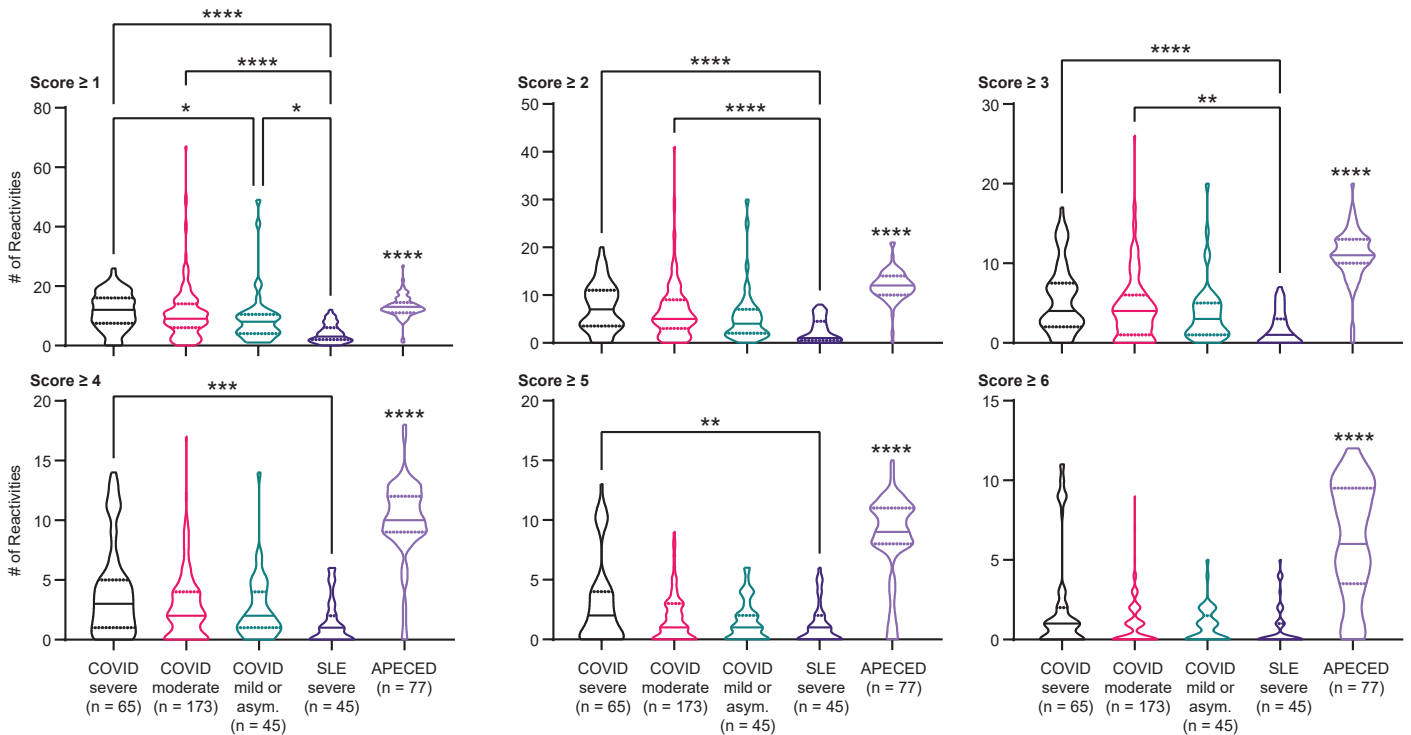 ****
****
Score ≥ 1
*
*
80
60
40
20
0
# of Reactivities
****
****
Score ≥ 2
****
50
40
30
20
10
0
****
****
Score ≥ 3
**
30
20
10
0
****
Score ≥ 4
***
20
15
10
5
0
# of Reactivities
****
COVID
severe
(n = 65)
COVID
moderate
(n = 173)
COVID
mild or
asym.
(n = 45)
SLE
severe
(n = 45)
APECED
(n = 77)
Score ≥ 5
**
20
15
10
5
0
****
COVID
severe
(n = 65)
COVID
moderate
(n = 173)
COVID
mild or
asym.
(n = 45)
SLE
severe
(n = 45)
APECED
(n = 77)
Score ≥ 6
15
10
5
0
****
COVID
severe
(n = 65)
COVID
moderate
(n = 173)
COVID
mild or
asym.
(n = 45)
SLE
severe
(n = 45)
APECED
(n = 77)